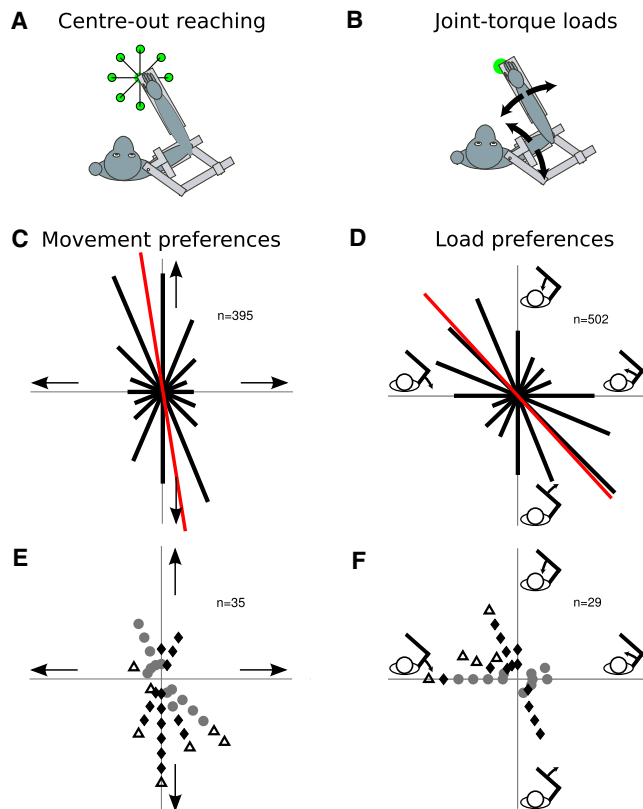 A Centre-out reaching
B Joint-torque loads
C Movement preferences
n=395
D Load preferences
n=502
E
n=35
F
n=29